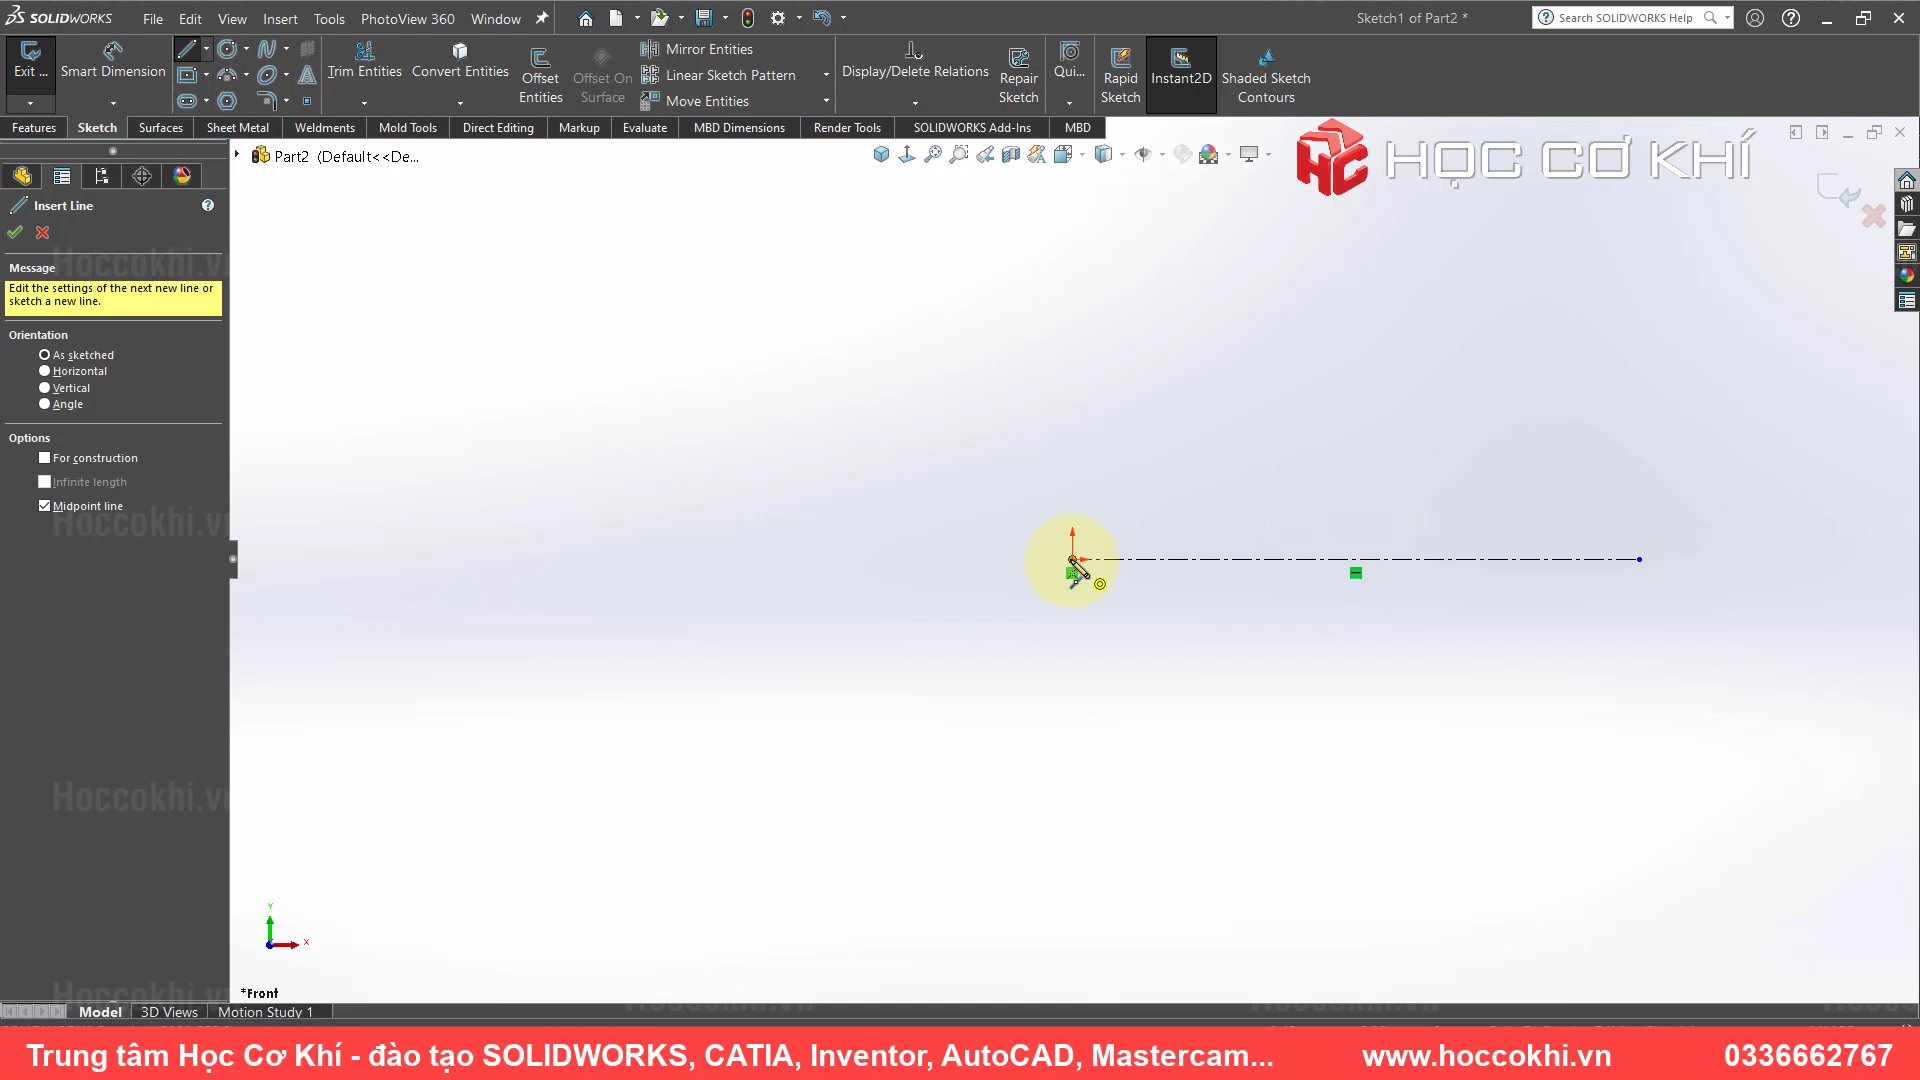 SOLIDWORKS
File Edit View Insert Tools PhotoView 360 Window
Sketch1 of Part2 *
Search SOLIDWORKS Help
Exit ...
Smart Dimension
Trim Entities
Convert Entities
Offset Entities
Offset On Surface
Mirror Entities
Linear Sketch Pattern
Move Entities
Display/Delete Relations
Repair Sketch
Qui...
Rapid Sketch
Instant2D
Shaded Sketch Contours
Features Sketch Surfaces Sheet Metal Weldments Mold Tools Direct Editing Markup Evaluate MBD Dimensions Render Tools SOLIDWORKS Add-Ins MBD
Part2 (Default<<De...
HC HỌC CƠ KHÍ
Insert Line
Message
Edit the settings of the next new line or
sketch a new line.
Orientation
As sketched
Horizontal
Vertical
Angle
Options
For construction
Infinite length
Midpoint line
Hoccokhi.v
Hoccokhi.v
Hoccokhi.v
Y
X
*Front
Model 3D Views Motion Study 1
Trung tâm Học Cơ Khí - đào tạo SOLIDWORKS, CATIA, Inventor, AutoCAD, Mastercam... www.hoccokhi.vn 0336662767